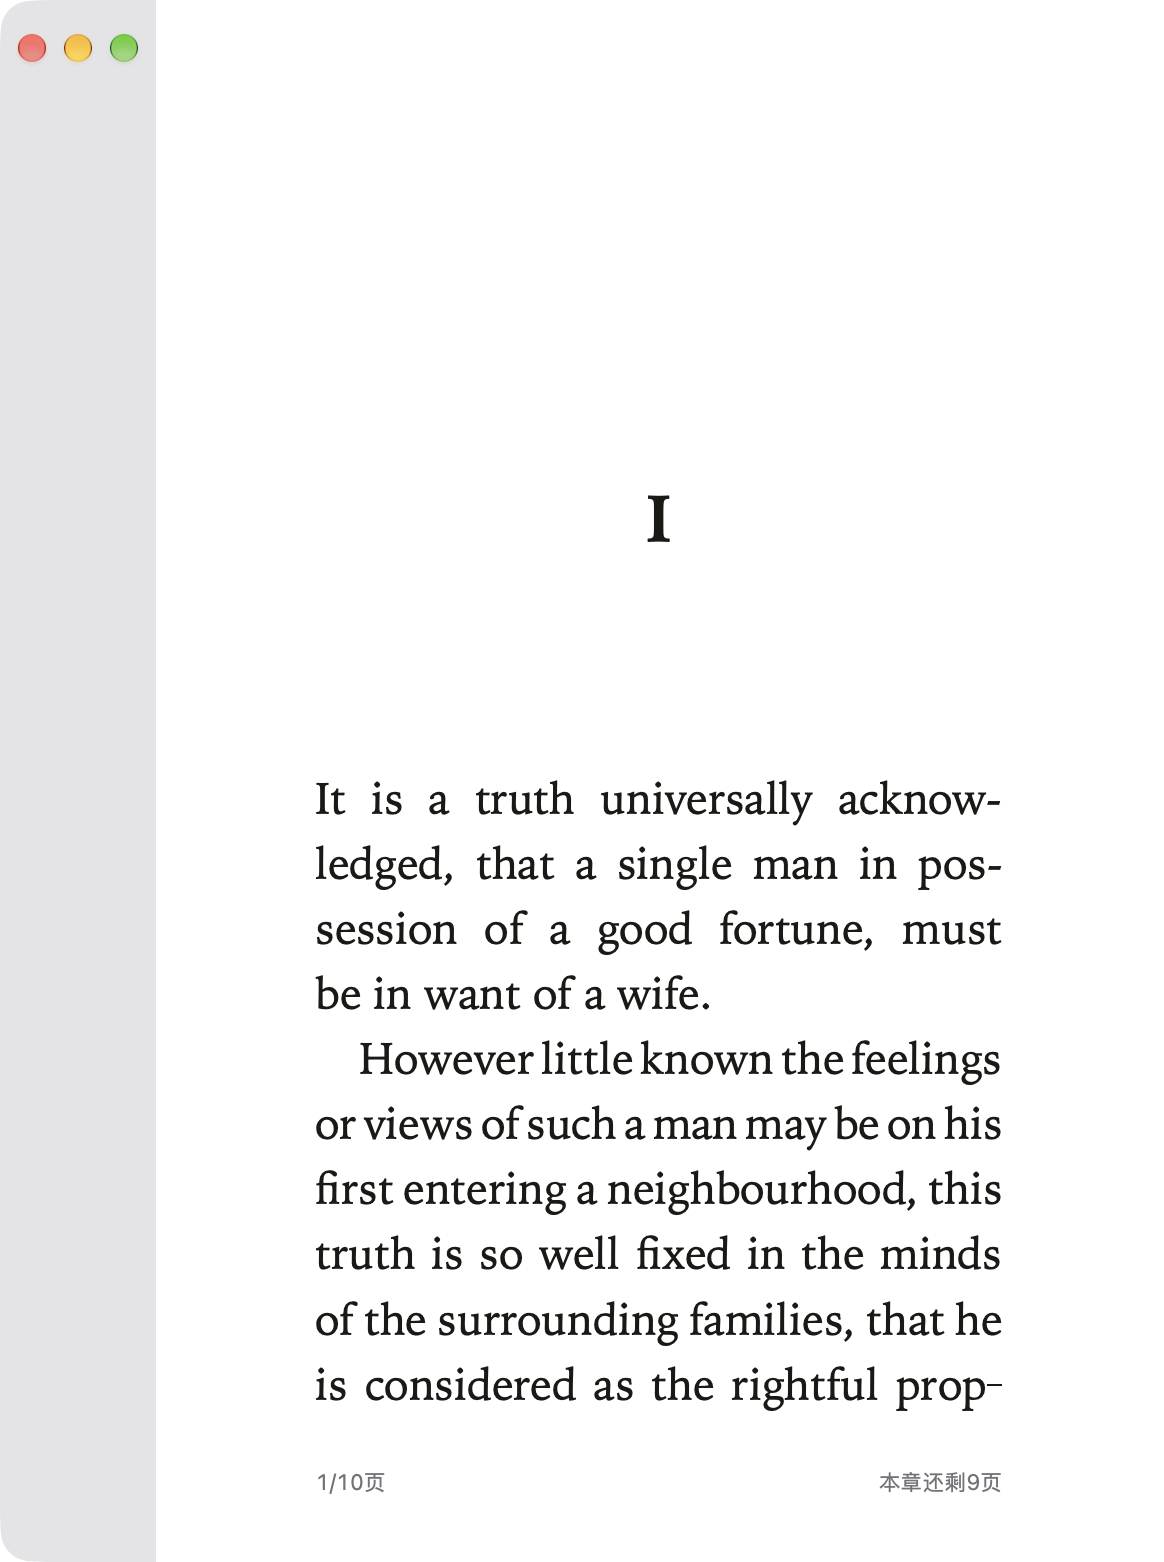 I
It is a truth universally acknow-
ledged, that a single man in pos-
session of a good fortune, must
be in want of a wife.
However little known the feelings
or views of such a man may be on his
first entering a neighbourhood, this
truth is so well fixed in the minds
of the surrounding families, that he
is considered as the rightful prop-
1/10页
本章还剩9页